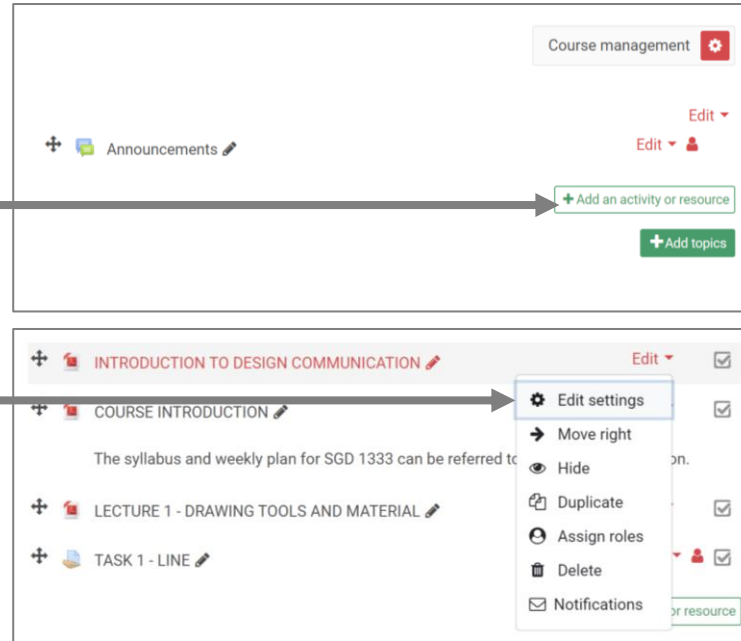 Course management
Edit
Announcements
Edit
+ Add an activity or resource
+ Add topics
INTRODUCTION TO DESIGN COMMUNICATION
Edit
Edit settings
COURSE INTRODUCTION
Move right
The syllabus and weekly plan for SGD 1333 can be referred to
on.
Hide
Duplicate
LECTURE 1 - DRAWING TOOLS AND MATERIAL
Assign roles
TASK 1 - LINE
Delete
Notifications
or resource